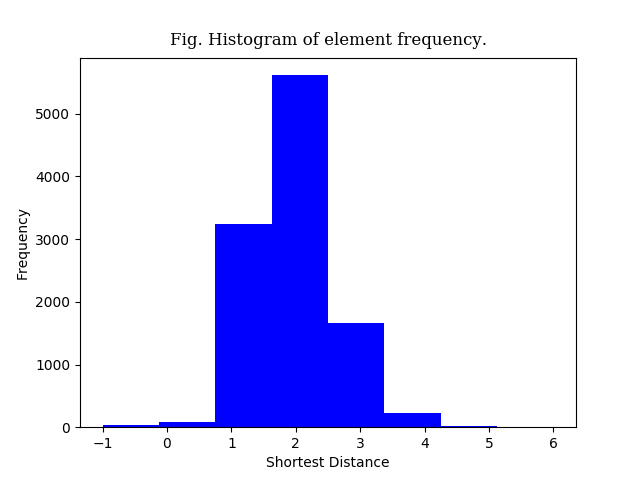 Fig. Histogram of element frequency.
5000
4000
3000
2000
1000
0
Frequency
−1 0 1 2 3 4 5 6
Shortest Distance